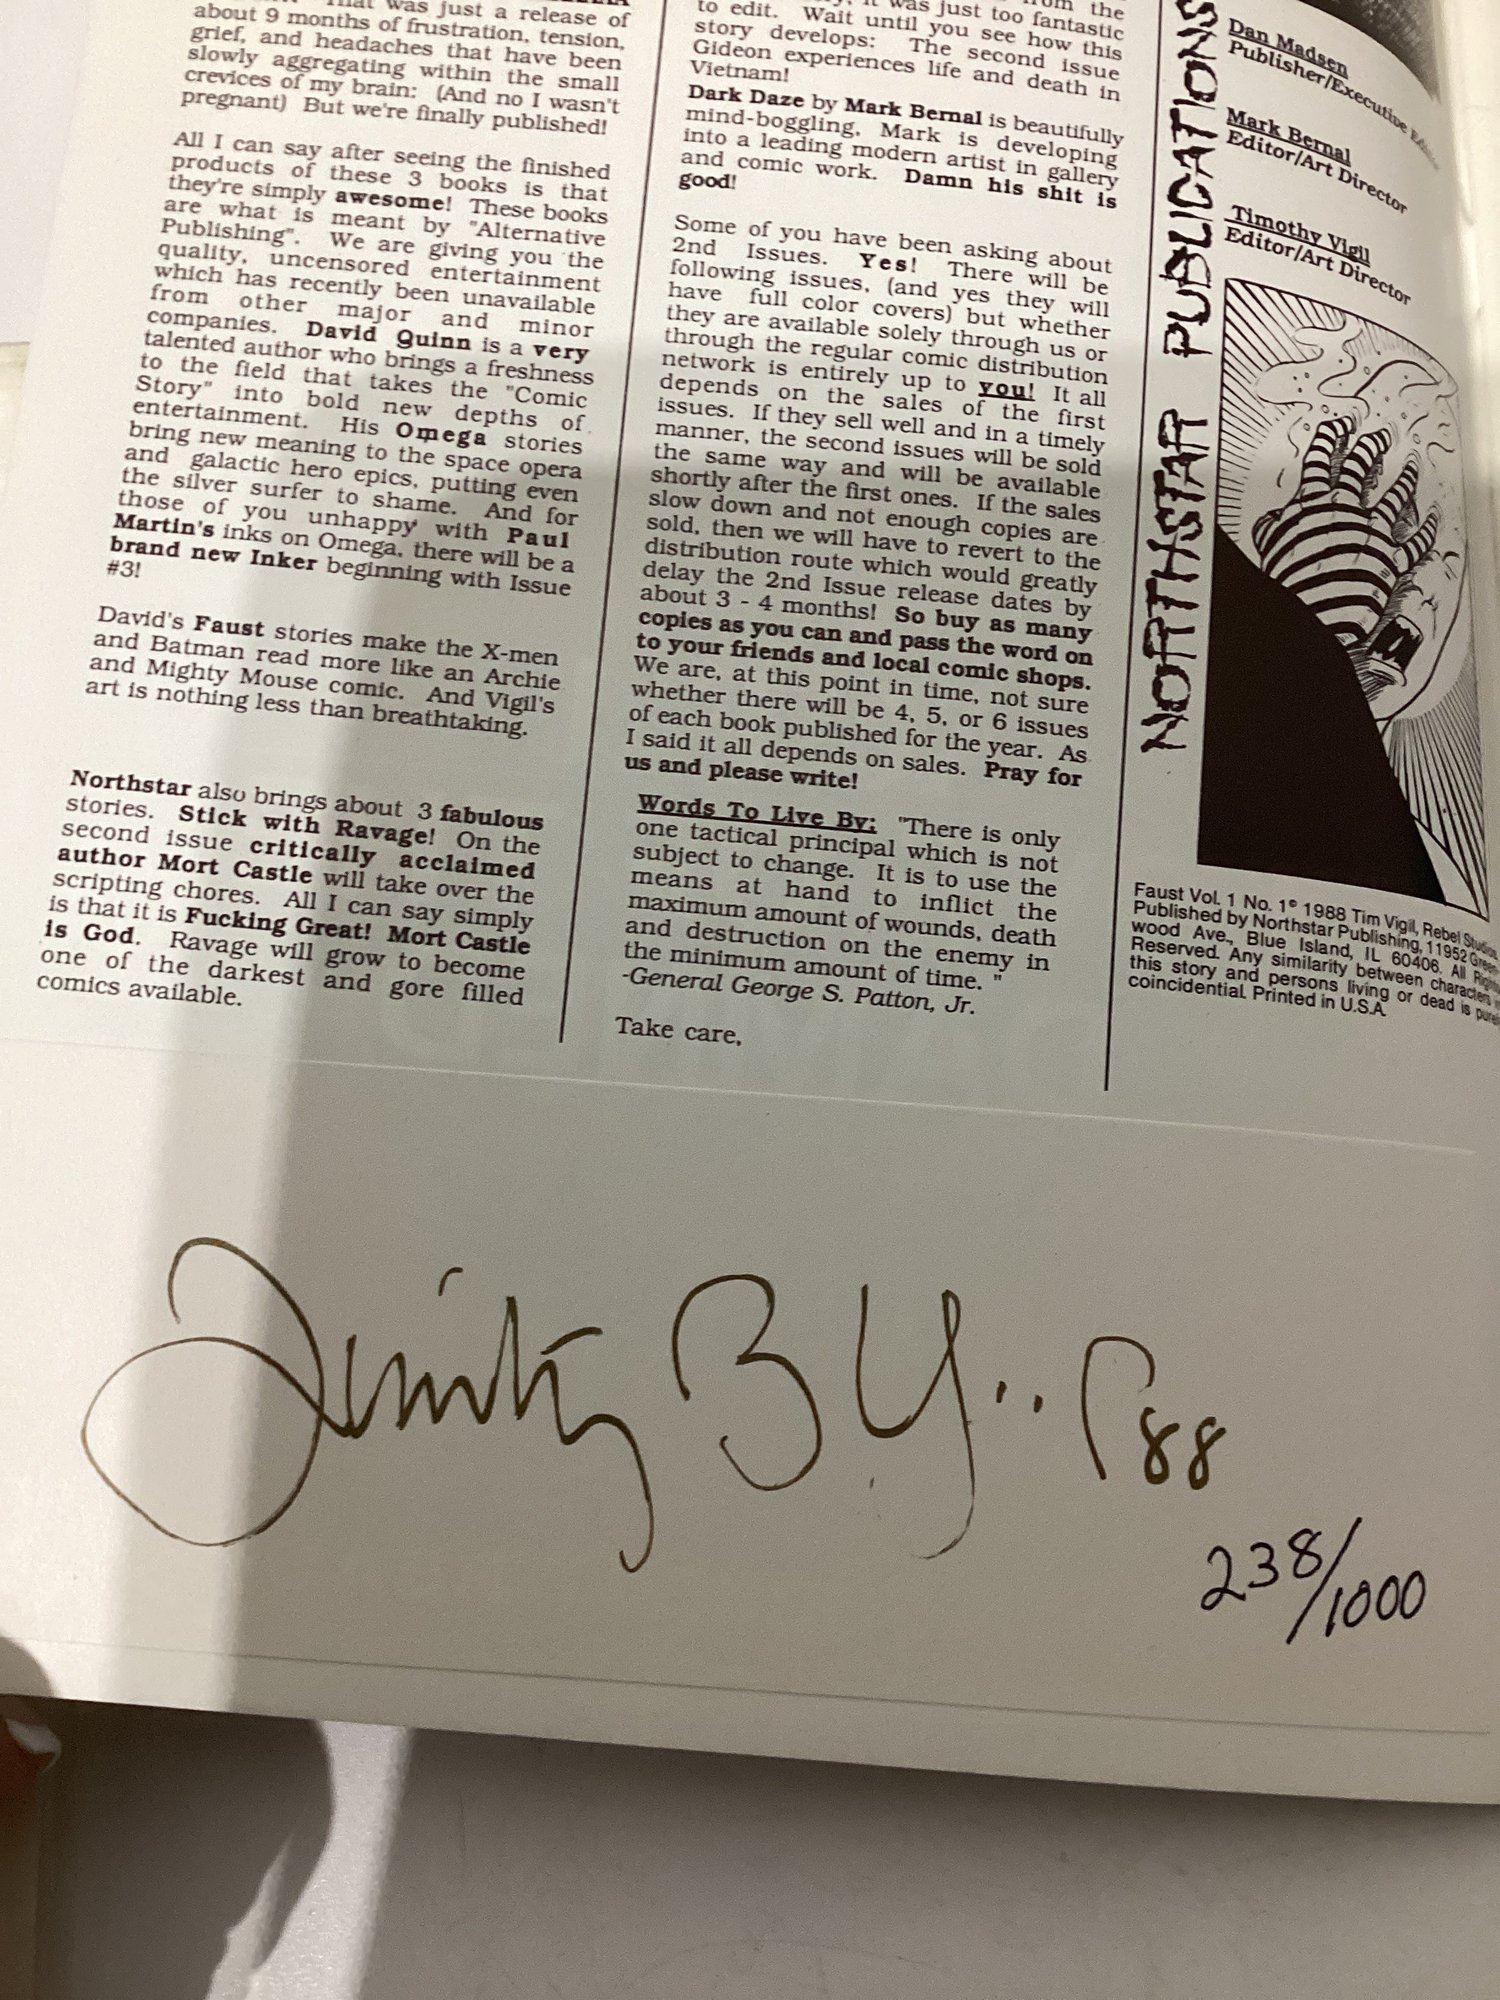 That was just a release of
about 9 months of frustration, tension,
grief, and headaches that have been
slowly aggregating within the small
crevices of my brain: (And no I wasn't
pregnant) But we're finally published!
All I can say after seeing the finished
products of these 3 books is that
they're simply awesome! These books
are what is meant by "Alternative
Publishing". We are giving you the
quality, uncensored entertainment
which has recently been unavailable
from other major and minor
companies. David Quinn is a very
talented author who brings a freshness
to the field that takes the "Comic
Story" into bold new depths of
entertainment. His Omega stories
bring new meaning to the space opera
and galactic hero epics, putting even
the silver surfer to shame. And for
those of you unhappy with Paul
Martin's inks on Omega, there will be a
brand new Inker beginning with Issue
#3!
David's Faust stories make the X-men
and Batman read more like an Archie
and Mighty Mouse comic. And Vigil's
art is nothing less than breathtaking.
Northstar also brings about 3 fabulous
stories. Stick with Ravage! On the
second issue critically acclaimed
author Mort Castle will take over the
scripting chores. All I can say simply
is that it is Fucking Great! Mort Castle
is God. Ravage will grow to become
one of the darkest and gore filled
comics available.
from the
it was just too fantastic
to edit. Wait until you see how this
story develops: The second issue
Gideon experiences life and death in
Vietnam!
Dark Daze by Mark Bernal is beautifully
mind-boggling, Mark is developing
into a leading modern artist in gallery
and comic work. Damn his shit is
good!
Some of you have been asking about
2nd Issues. Yes! There will be
following issues, (and yes they will
have full color covers) but whether
they are available solely through us or
through the regular comic distribution
network is entirely up to you! It all
depends on the sales of the first
issues. If they sell well and in a timely
manner, the second issues will be sold
the same way and will be available
shortly after the first ones. If the sales
slow down and not enough copies are
sold, then we will have to revert to the
distribution route which would greatly
delay the 2nd Issue release dates by
about 3 - 4 months! So buy as many
copies as you can and pass the word on
to your friends and local comic shops.
We are, at this point in time, not sure
whether there will be 4, 5, or 6 issues
of each book published for the year. As
I said it all depends on sales. Pray for
us and please write!
Words To Live By: "There is only
one tactical principal which is not
subject to change. It is to use the
means at hand to inflict the
maximum amount of wounds, death
and destruction on the enemy in
the minimum amount of time. "
-General George S. Patton, Jr.
Take care,
NORTHSTAR PUBLICATIONS
Dan Madsen
Publisher/Executive
Mark Bernal
Editor/Art Director
Timothy Vigil
Editor/Art Director
Faust Vol. 1 No. 1© 1988 Tim Vigil, Rebel Studios.
Published by Northstar Publishing, 11952 Green-
wood Ave., Blue Island, IL 60406. All Rights
Reserved. Any similarity between characters in
this story and persons living or dead is purely
coincidental. Printed in U.S.A.
88
238/1000